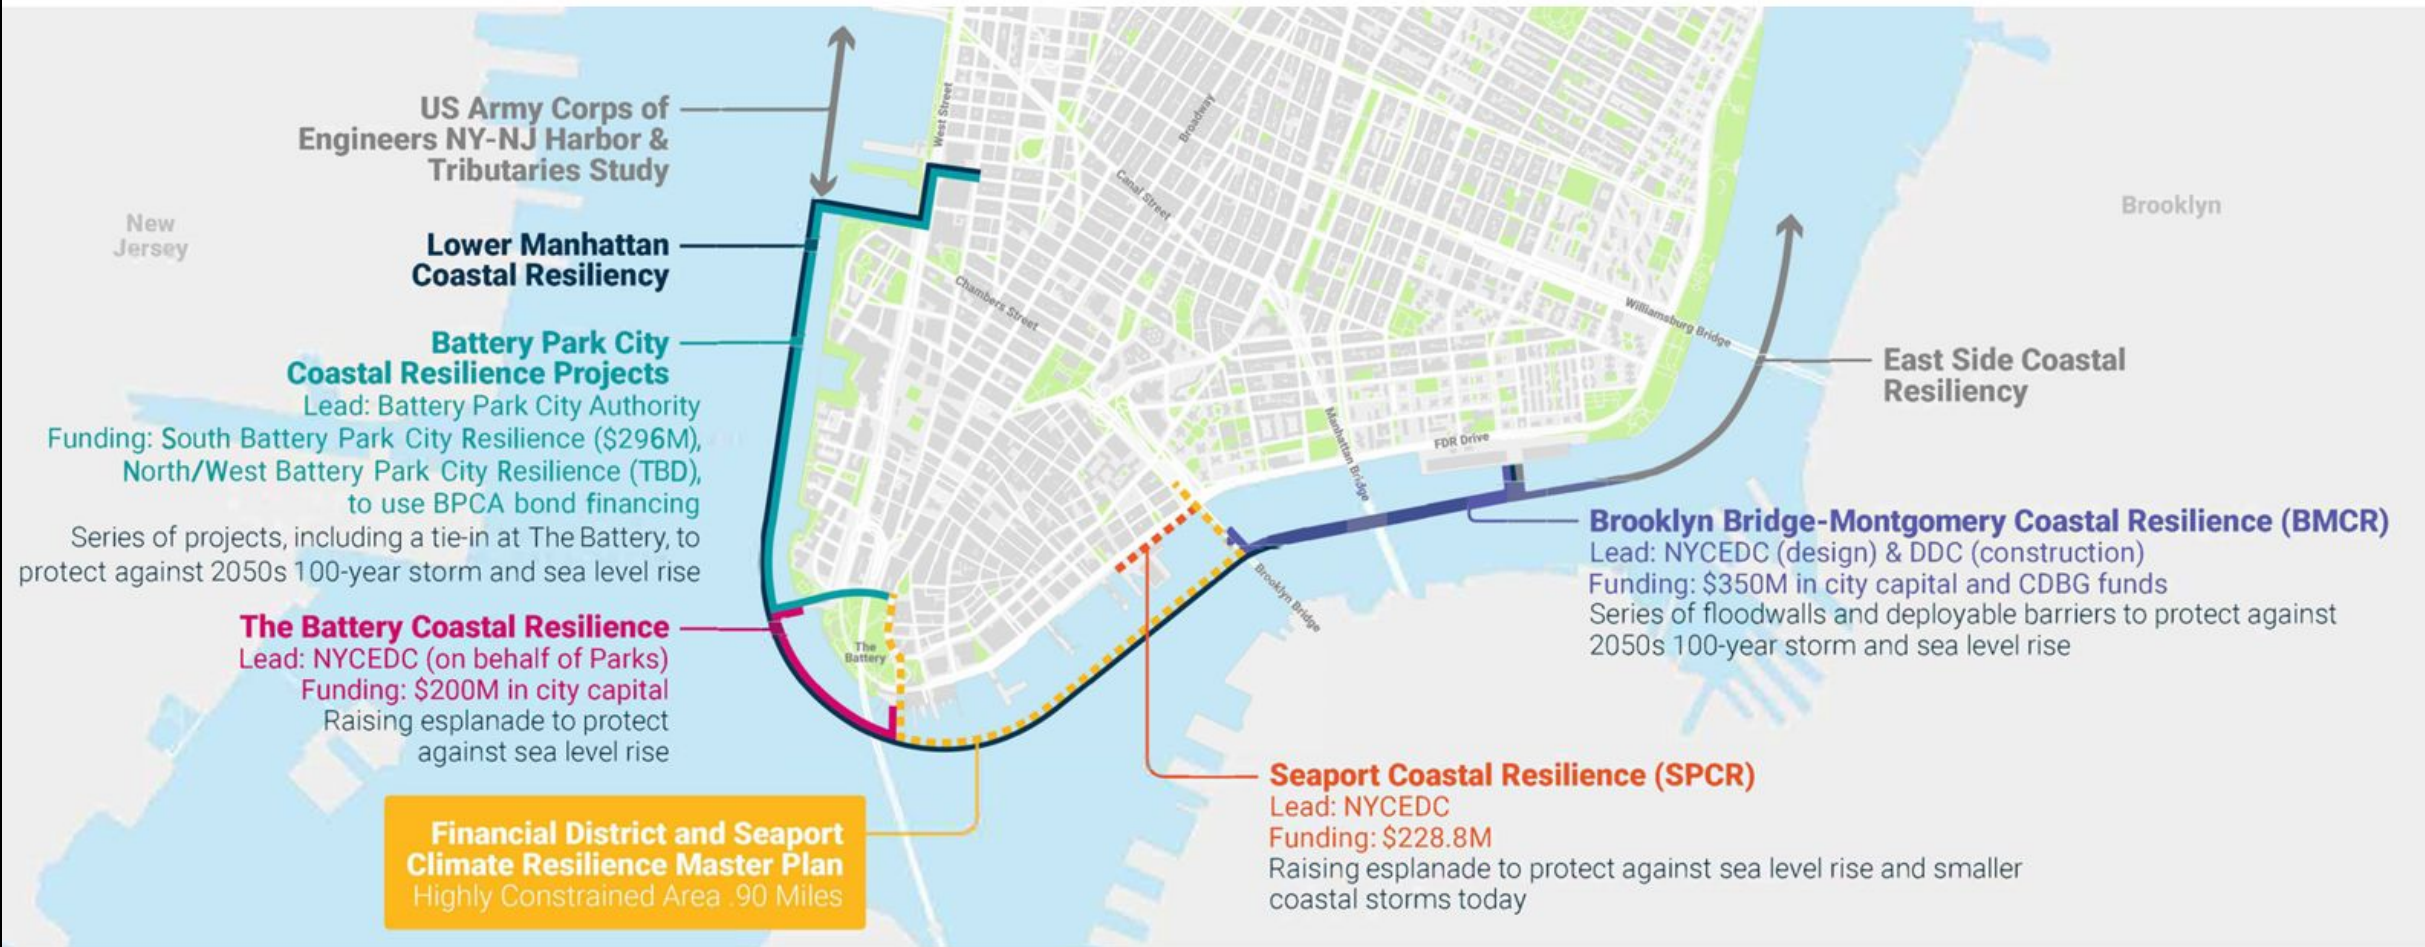 US Army Corps of
Engineers NY-NJ Harbor &
Tributaries Study
New
Jersey
Lower Manhattan
Coastal Resiliency
Battery Park City
Coastal Resilience Projects
Lead: Battery Park City Authority
Funding: South Battery Park City Resilience ($296M),
North/West Battery Park City Resilience (TBD),
to use BPCA bond financing
Series of projects, including a tie-in at The Battery, to
protect against 2050s 100-year storm and sea level rise
The Battery Coastal Resilience
Lead: NYCEDC (on behalf of Parks)
Funding: $200M in city capital
Raising esplanade to protect
against sea level rise
Financial District and Seaport
Climate Resilience Master Plan
Highly Constrained Area .90 Miles
West Street
Broadway
Canal Street
Chambers Street
The
Battery
Manhattan Bridge
FDR Drive
Williamsburg Bridge
Brooklyn Bridge
Brooklyn
East Side Coastal
Resiliency
Brooklyn Bridge-Montgomery Coastal Resilience (BMCR)
Lead: NYCEDC (design) & DDC (construction)
Funding: $350M in city capital and CDBG funds
Series of floodwalls and deployable barriers to protect against
2050s 100-year storm and sea level rise
Seaport Coastal Resilience (SPCR)
Lead: NYCEDC
Funding: $228.8M
Raising esplanade to protect against sea level rise and smaller
coastal storms today